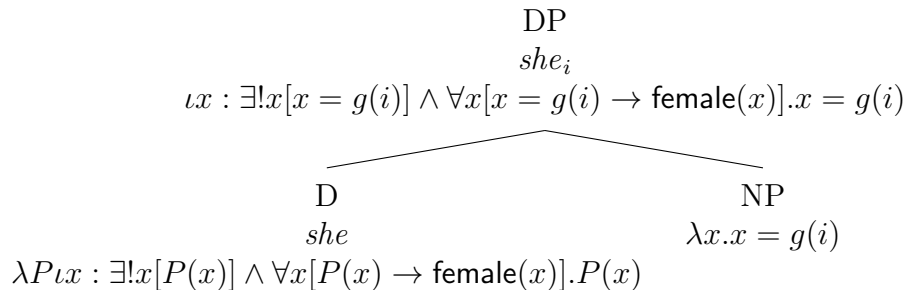 DP
she_i
ιx : ∃!x[x = g(i)] ∧ ∀x[x = g(i) → female(x)].x = g(i)
D NP
she λx.x = g(i)
λPιx : ∃!x[P(x)] ∧ ∀x[P(x) → female(x)].P(x)